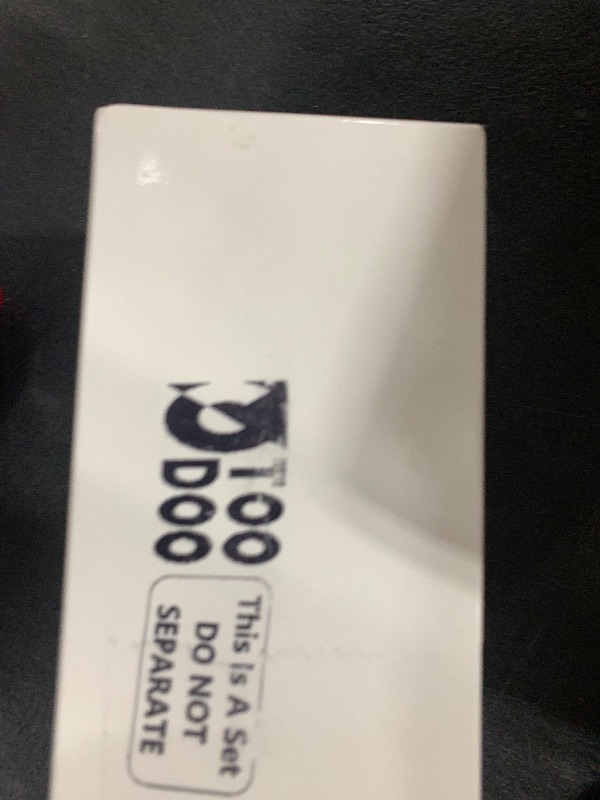 TOO
DOO
This is A Set
DO NOT
SEPARATE